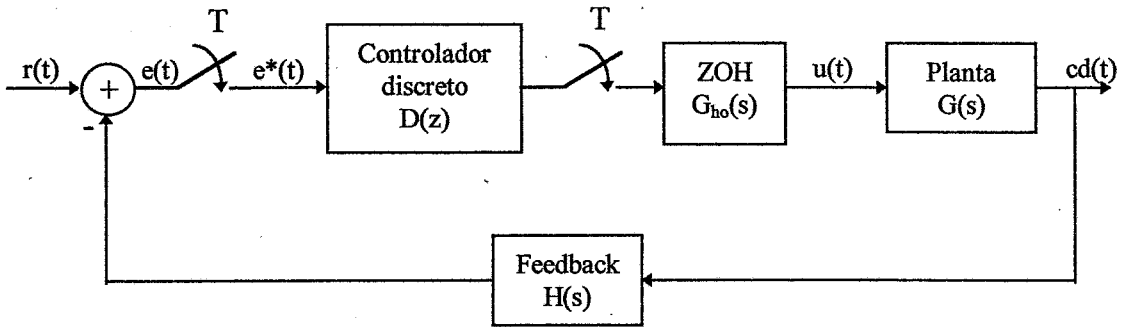 T
T
r(t)
+
-
e(t)
e*(t)
Controlador
discreto
D(z)
ZOH
Gho(s)
u(t)
Planta
G(s)
cd(t)
Feedback
H(s)